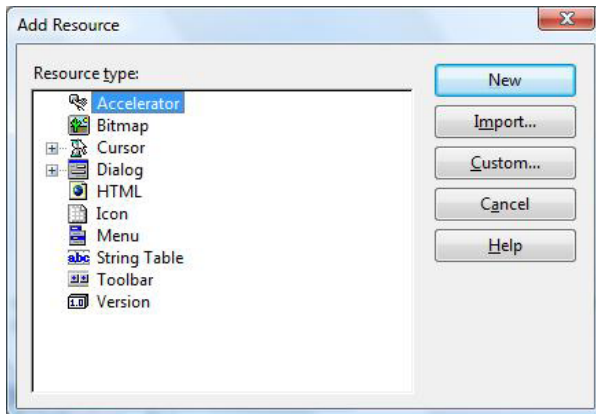 Add Resource
Resource type:
Accelerator
Bitmap
Cursor
Dialog
HTML
Icon
Menu
abc String Table
Toolbar
1.0 Version
New
Import...
Custom...
Cancel
Help